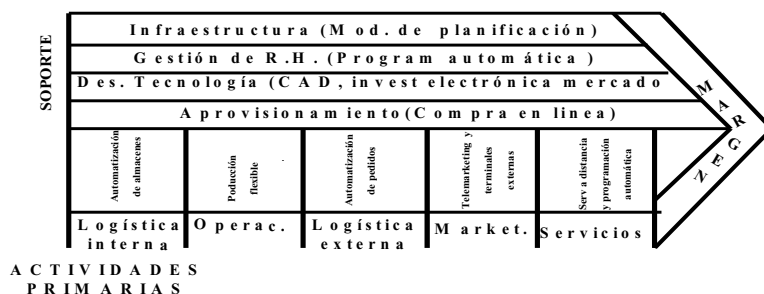 Infraestructura (Mod. de planificación)
Gestión de R.H. (Program automática )
Des. Tecnología (CAD, invest electrónica mercado
Aprovisionamiento(Compra en linea)
SOPORTE
MARGEN
Automatización
de almacenes
Poducción
flexible
Automatización
de pedidos
Telemarketing y
terminales
externas
Serv a distancia
y programación
automática
Logística
interna
Operac.
Logística
externa
Market.
Servicios
ACTIVIDADES
PRIMARIAS